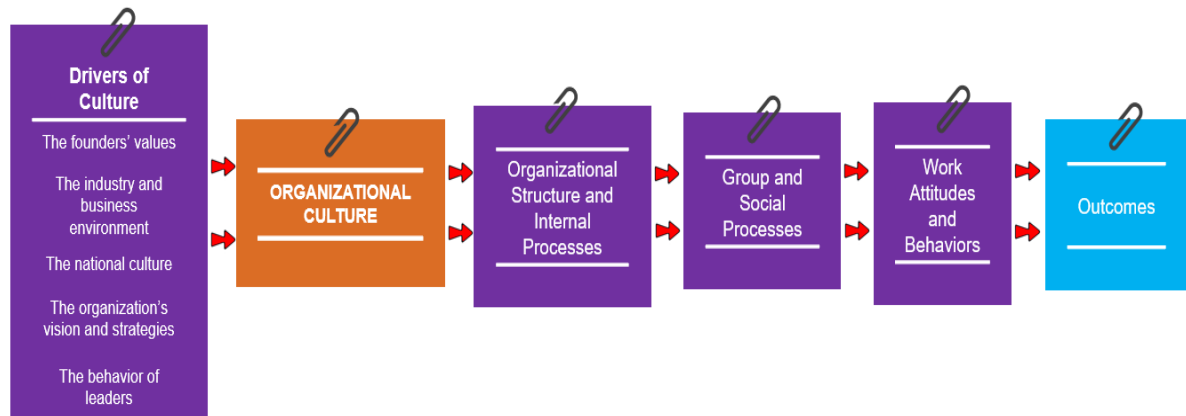 Drivers of
Culture
The founders’ values
The industry and
business
environment
The national culture
The organization’s
vision and strategies
The behavior of
leaders
ORGANIZATIONAL
CULTURE
Organizational
Structure and
Internal
Processes
Group and
Social
Processes
Work
Attitudes
and
Behaviors
Outcomes